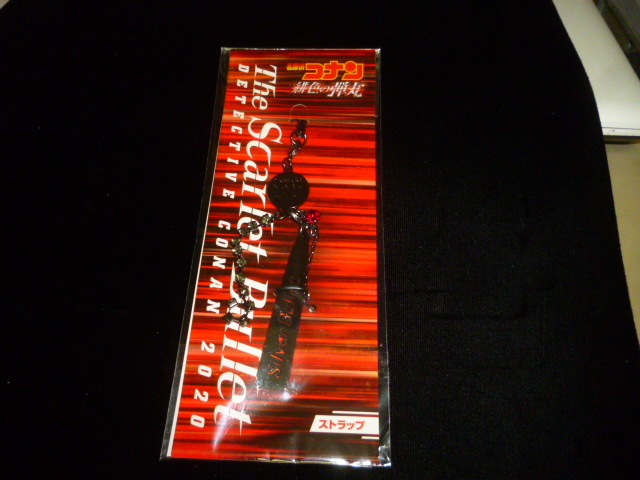 名探偵
コナン
緋色の弾丸
The Scarlet Bullet
DETECTIVE CONAN 2020
ストラップ